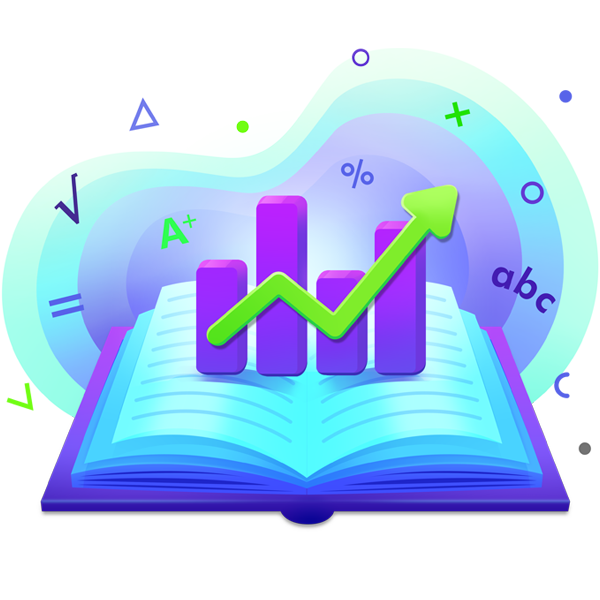 %
+
√
A+
abc
=